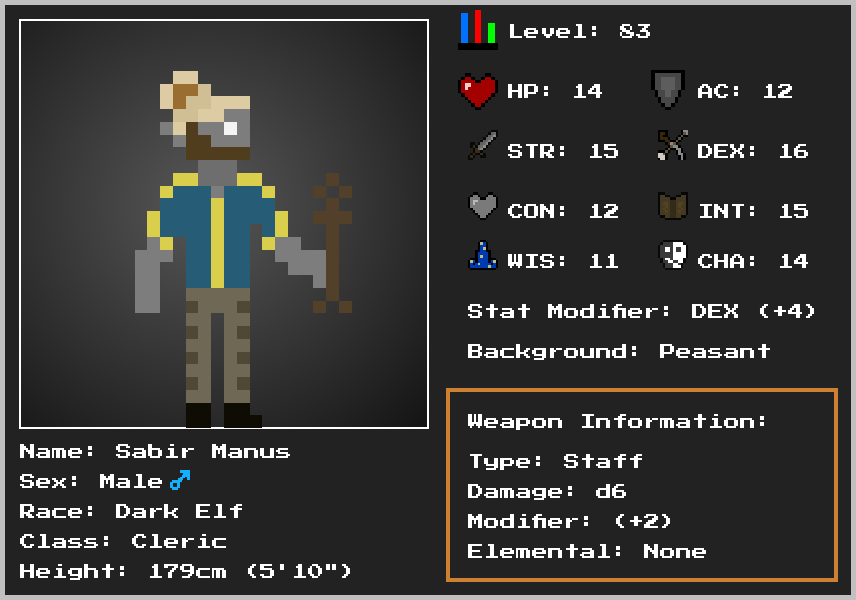 Level: 83
HP: 14
AC: 12
STR: 15
DEX: 16
CON: 12
INT: 15
WIS: 11
CHA: 14
Stat Modifier: DEX (+4)
Background: Peasant
Weapon Information:
Type: Staff
Damage: d6
Modifier: (+2)
Elemental: None
Name: Sabir Manus
Sex: Male ♂
Race: Dark Elf
Class: Cleric
Height: 179cm (5'10")